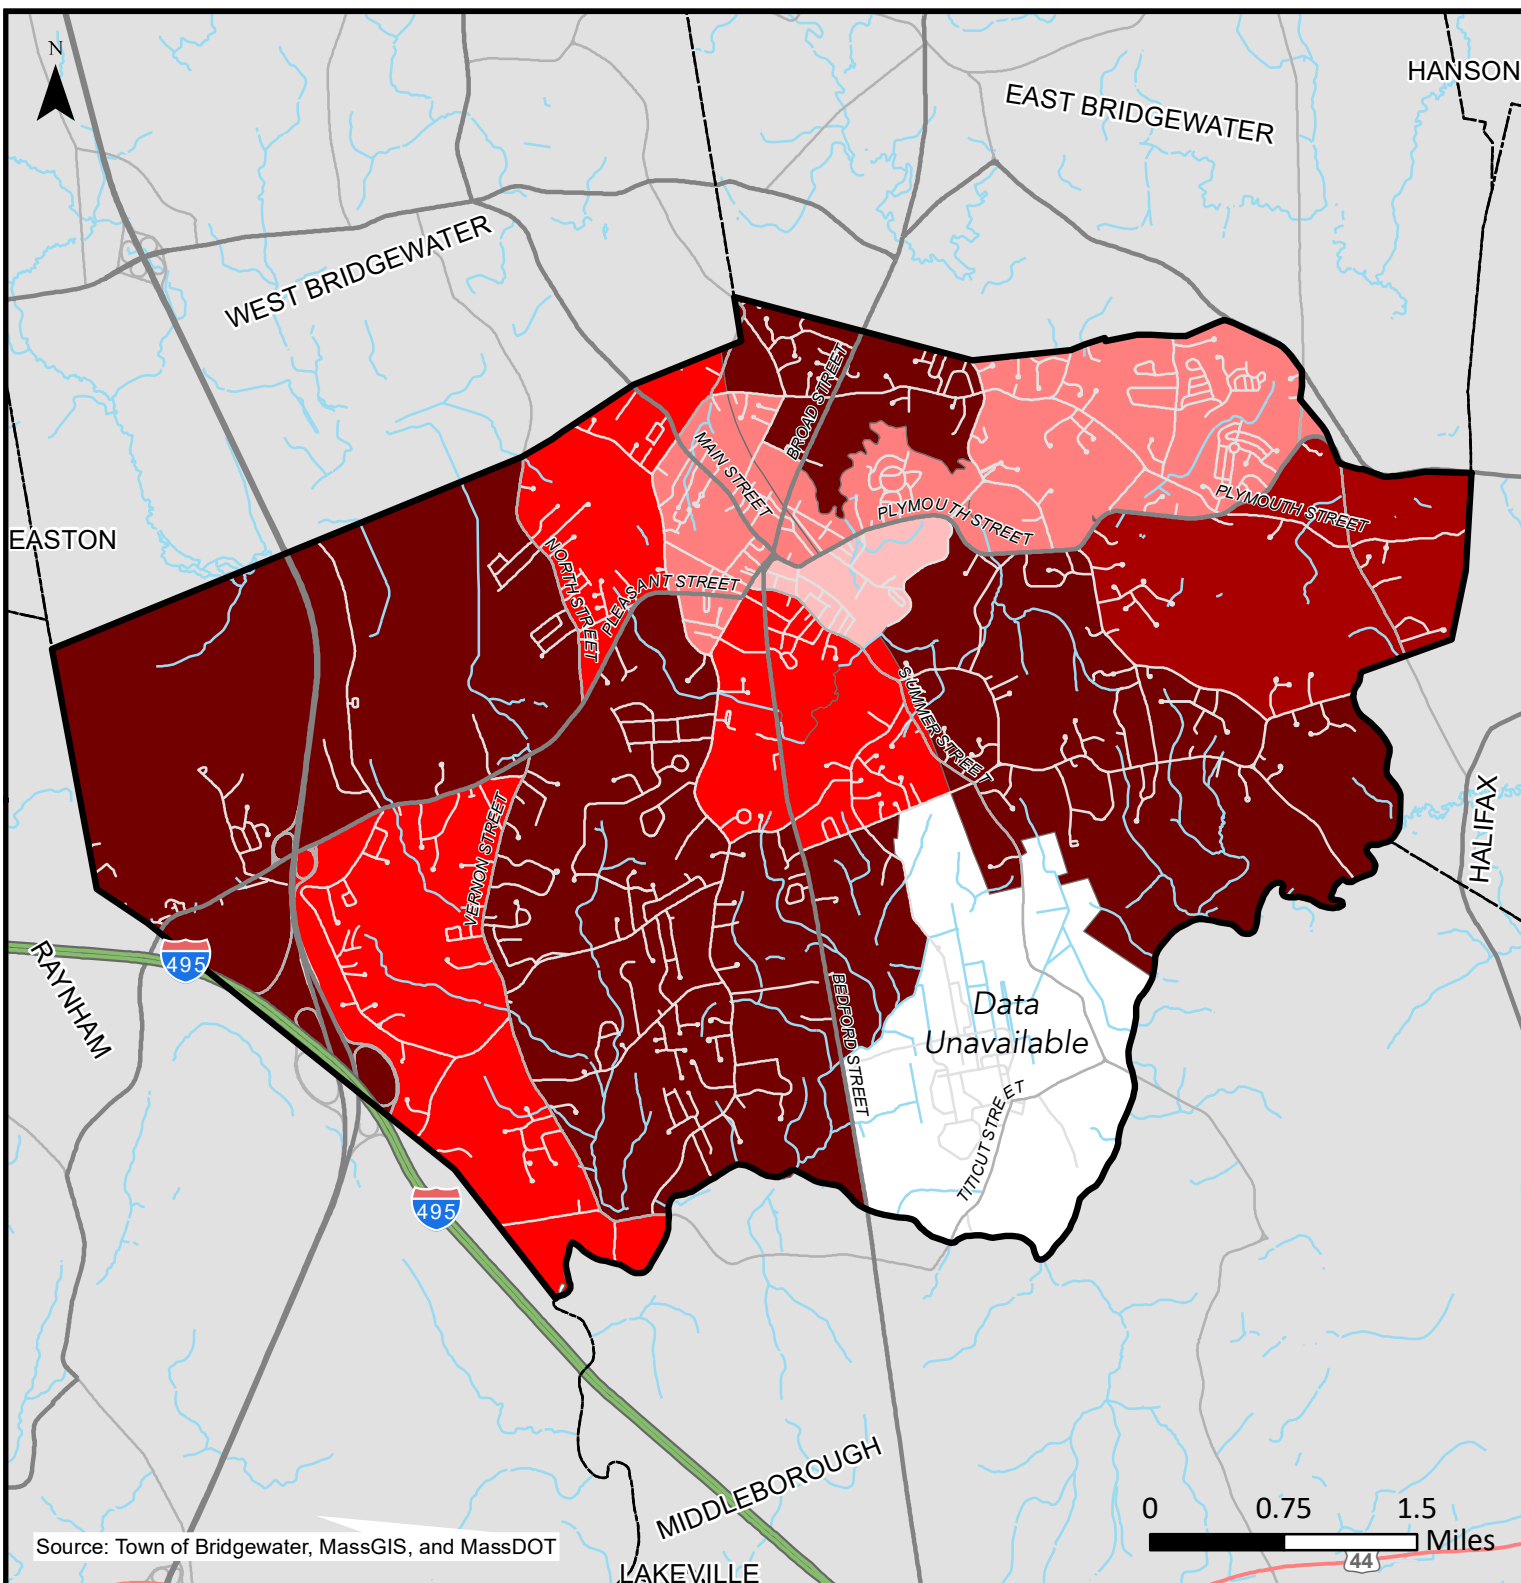 N
HANSON
EAST BRIDGEWATER
WEST BRIDGEWATER
BROAD STREET
MAIN STREET
PLYMOUTH STREET
PLYMOUTH STREET
EASTON
NORTH STREET
PLEASANT STREET
SUMMER STREET
VERNON STREET
HALIFAX
RAYNHAM
495
BEDFORD STREET
Data
Unavailable
TITICUT STREET
495
MIDDLEBOROUGH
0 0.75 1.5
Miles
Source: Town of Bridgewater, MassGIS, and MassDOT
44
LAKEVILLE